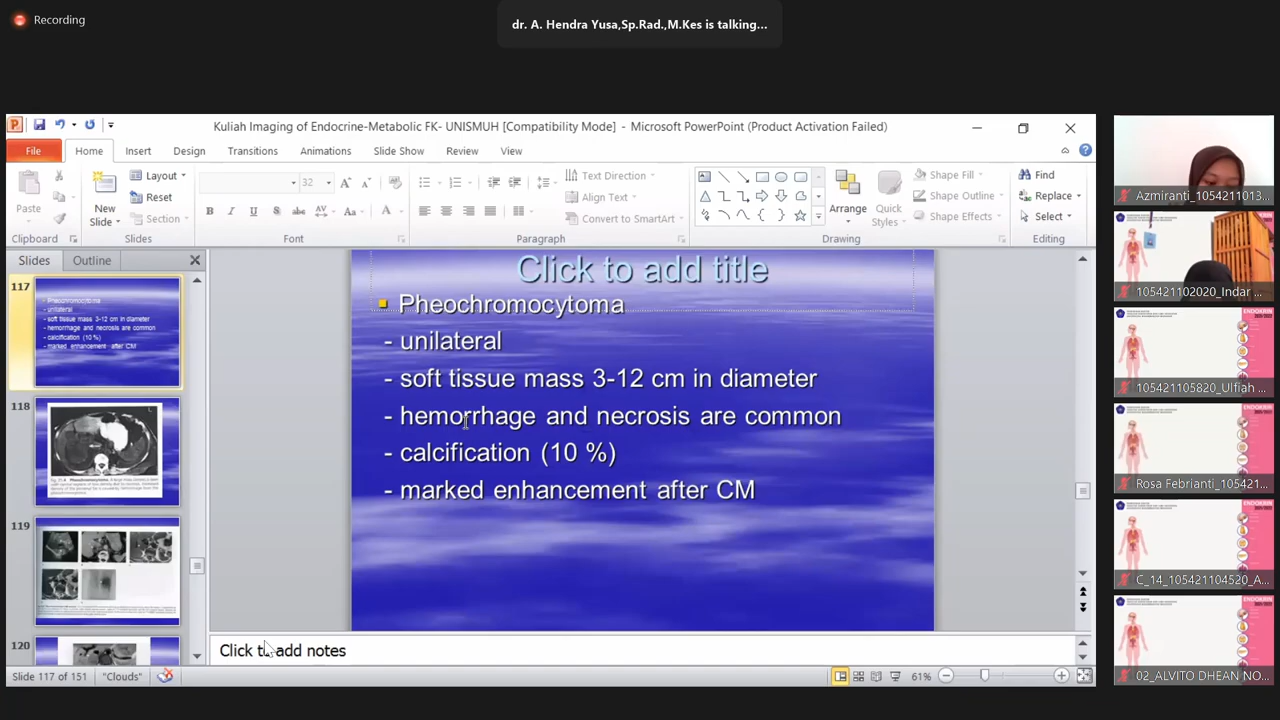 Recording
dr. A. Hendra Yusa,Sp.Rad.,M.Kes is talking...
Kuliah Imaging of Endocrine-Metabolic FK- UNISMUH [Compatibility Mode] - Microsoft PowerPoint (Product Activation Failed)
File Home Insert Design Transitions Animations Slide Show Review View
Paste
Clipboard
New Slide
Layout
Reset
Section
Slides
32
Font
Text Direction
Align Text
Convert to SmartArt
Paragraph
Arrange
Quick Styles
Shape Fill
Shape Outline
Shape Effects
Drawing
Find
Replace
Select
Editing
Slides Outline
117
Pheochromocytoma
unilateral
soft tissue mass 3-12 cm in diameter
hemorrhage and necrosis are common
calcification (10 %)
marked enhancement after CM
118
119
120
Click to add title
Pheochromocytoma
- unilateral
- soft tissue mass 3-12 cm in diameter
- hemorrhage and necrosis are common
- calcification (10 %)
- marked enhancement after CM
Click to add notes
Slide 117 of 151 "Clouds" 61%
Azmiranti_1054211013...
105421102020_Indar ...
105421105820_Ulfiah ...
Rosa Febrianti_105421...
C_14_105421104520_A...
02_ALVITO DHEAN NO...